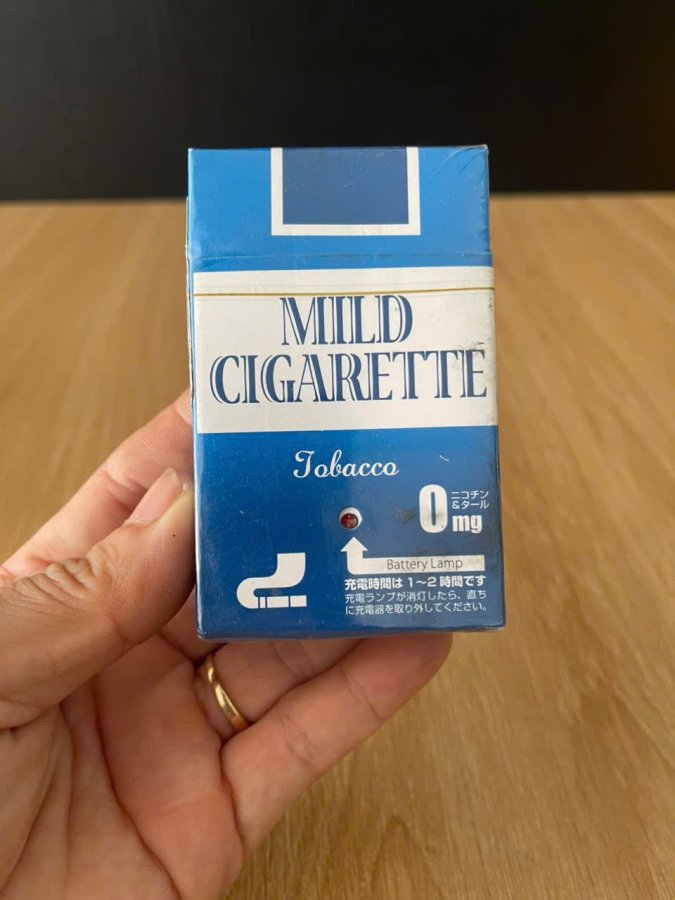 MILD
CIGARETTE
Tobacco
0mg
ニコチン
&タール
Battery Lamp
充電時間は 1~2 時間です
充電ランプが消灯したら、直ち
に充電器を取り外してください。